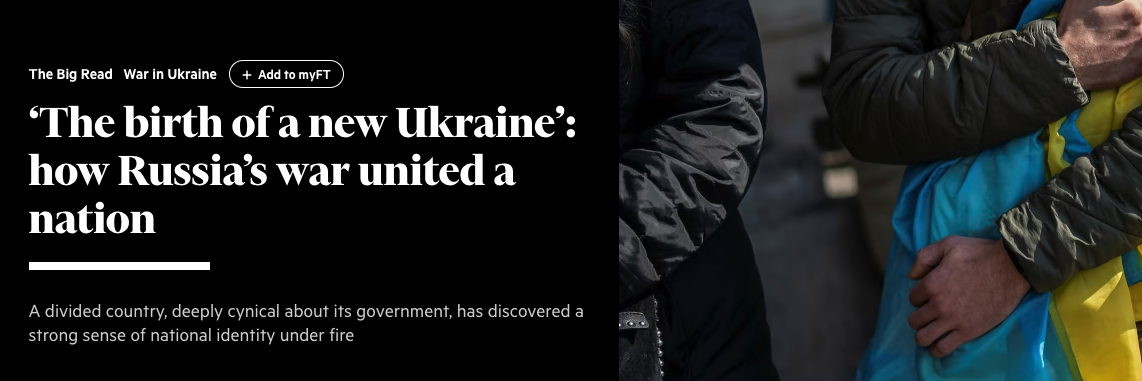 The Big Read War in Ukraine + Add to myFT
‘The birth of a new Ukraine’:
how Russia’s war united a
nation
A divided country, deeply cynical about its government, has discovered a
strong sense of national identity under fire